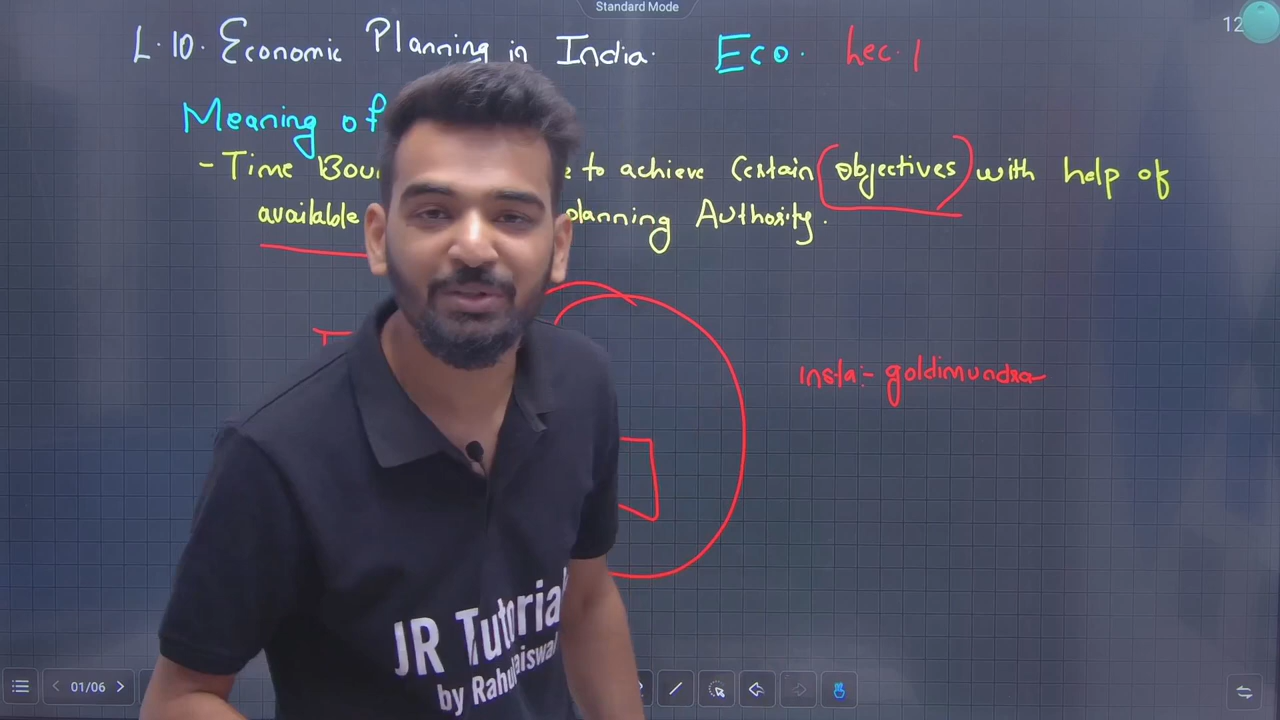 Standard Mode
12
L.10. Economic Planning in India. Eco. Lec.1
Meaning of
- Time Bou to achieve Certain objectives with help of
available planning Authority.
Insta:- goldimundra
JR Tutorial
by Rahul Jaiswal
01/06